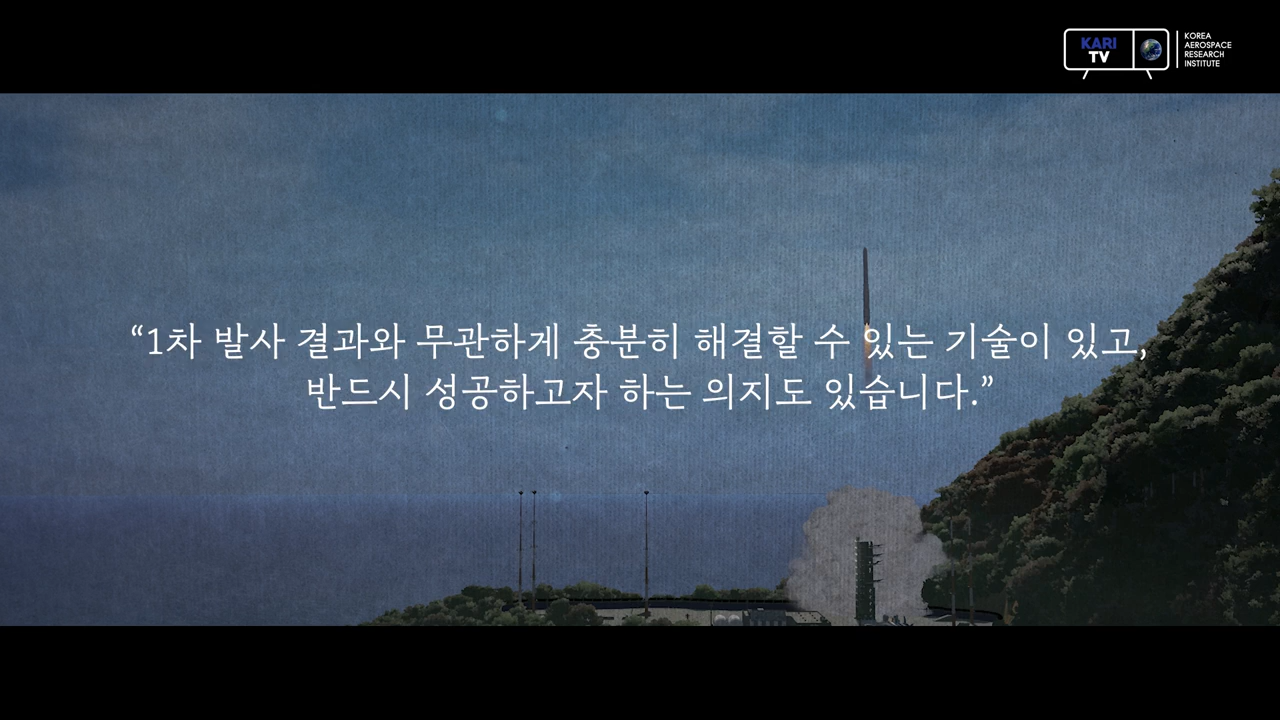 KARI
TV
KOREA
AEROSPACE
RESEARCH
INSTITUTE
“1차 발사 결과와 무관하게 충분히 해결할 수 있는 기술이 있고,
반드시 성공하고자 하는 의지도 있습니다.”